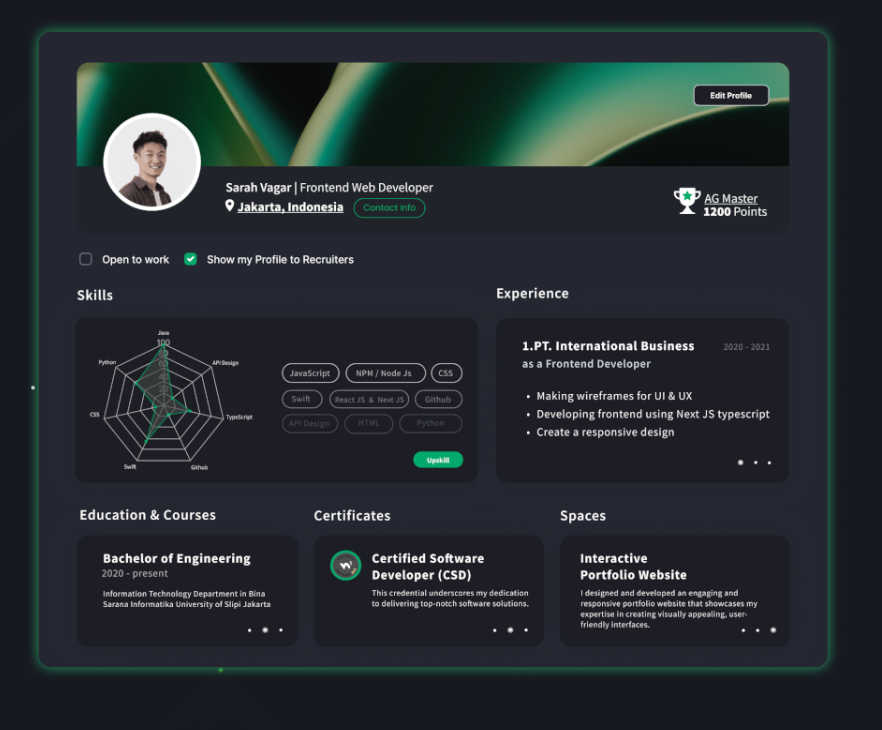 Edit Profile
Sarah Vagar | Frontend Web Developer
Jakarta, Indonesia
Contact Info
AG Master
1200 Points
Open to work
Show my Profile to Recruiters
Skills
Java
100
80
60
40
20
Python
API Design
CSS
TypeScript
Swift
Github
JavaScript
NPM / Node Js
CSS
Swift
React JS & Next JS
Github
API Design
HTML
Python
Upskill
Experience
1.PT. International Business
2020 - 2021
as a Frontend Developer
• Making wireframes for UI & UX
• Developing frontend using Next JS typescript
• Create a responsive design
Education & Courses
Bachelor of Engineering
2020 - present
Information Technology Department in Bina
Sarana Informatika University of Slipi Jakarta
Certificates
Certified Software
Developer (CSD)
This credential underscores my dedication
to delivering top-notch software solutions.
Spaces
Interactive
Portfolio Website
I designed and developed an engaging and
responsive portfolio website that showcases my
expertise in creating visually appealing, user-
friendly interfaces.